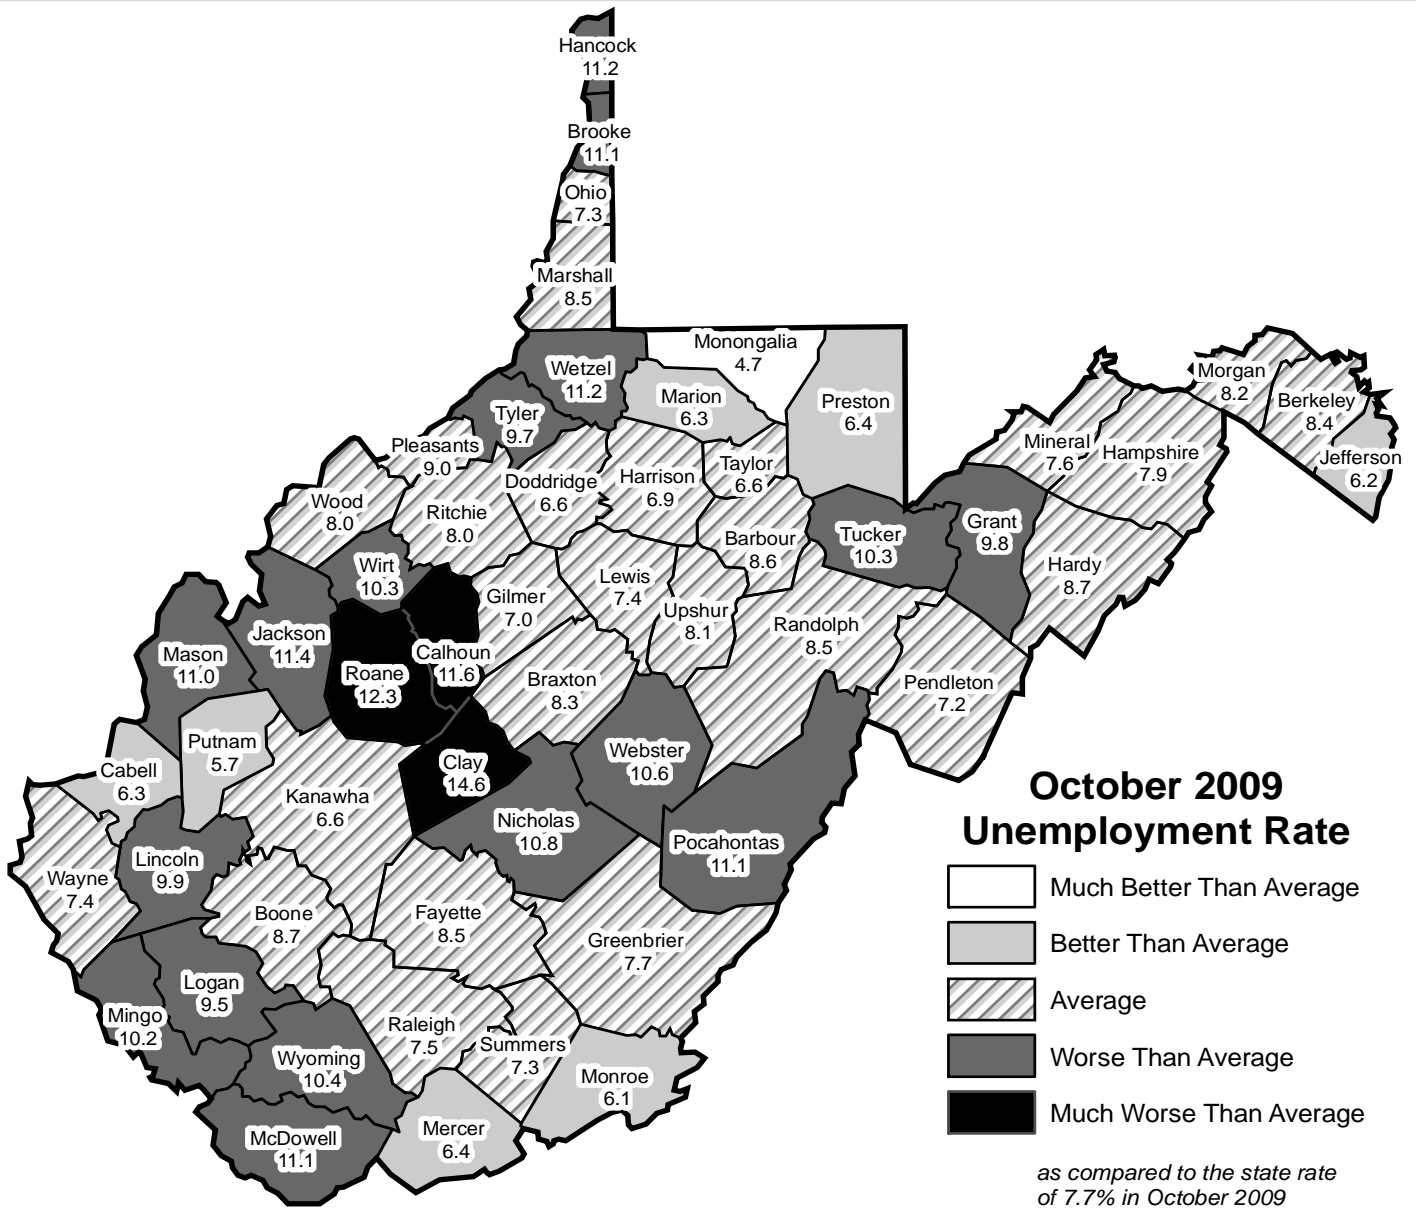 Hancock
11.2
Brooke
11.1
Ohio
7.3
Marshall
8.5
Wetzel
11.2
Monongalia
4.7
Marion
6.3
Preston
6.4
Tyler
9.7
Pleasants
9.0
Doddridge
6.6
Harrison
6.9
Taylor
6.6
Wood
8.0
Ritchie
8.0
Barbour
8.6
Tucker
10.3
Grant
9.8
Mineral
7.6
Hampshire
7.9
Morgan
8.2
Berkeley
8.4
Jefferson
6.2
Hardy
8.7
Wirt
10.3
Gilmer
7.0
Lewis
7.4
Upshur
8.1
Randolph
8.5
Pendleton
7.2
Mason
11.0
Jackson
11.4
Roane
12.3
Calhoun
11.6
Braxton
8.3
Putnam
5.7
Cabell
6.3
Clay
14.6
Webster
10.6
Kanawha
6.6
Nicholas
10.8
Pocahontas
11.1
Wayne
7.4
Lincoln
9.9
Boone
8.7
Fayette
8.5
Greenbrier
7.7
Logan
9.5
Mingo
10.2
Raleigh
7.5
Summers
7.3
Wyoming
10.4
Monroe
6.1
McDowell
11.1
Mercer
6.4
October 2009
Unemployment Rate
Much Better Than Average
Better Than Average
Average
Worse Than Average
Much Worse Than Average
as compared to the state rate
of 7.7% in October 2009